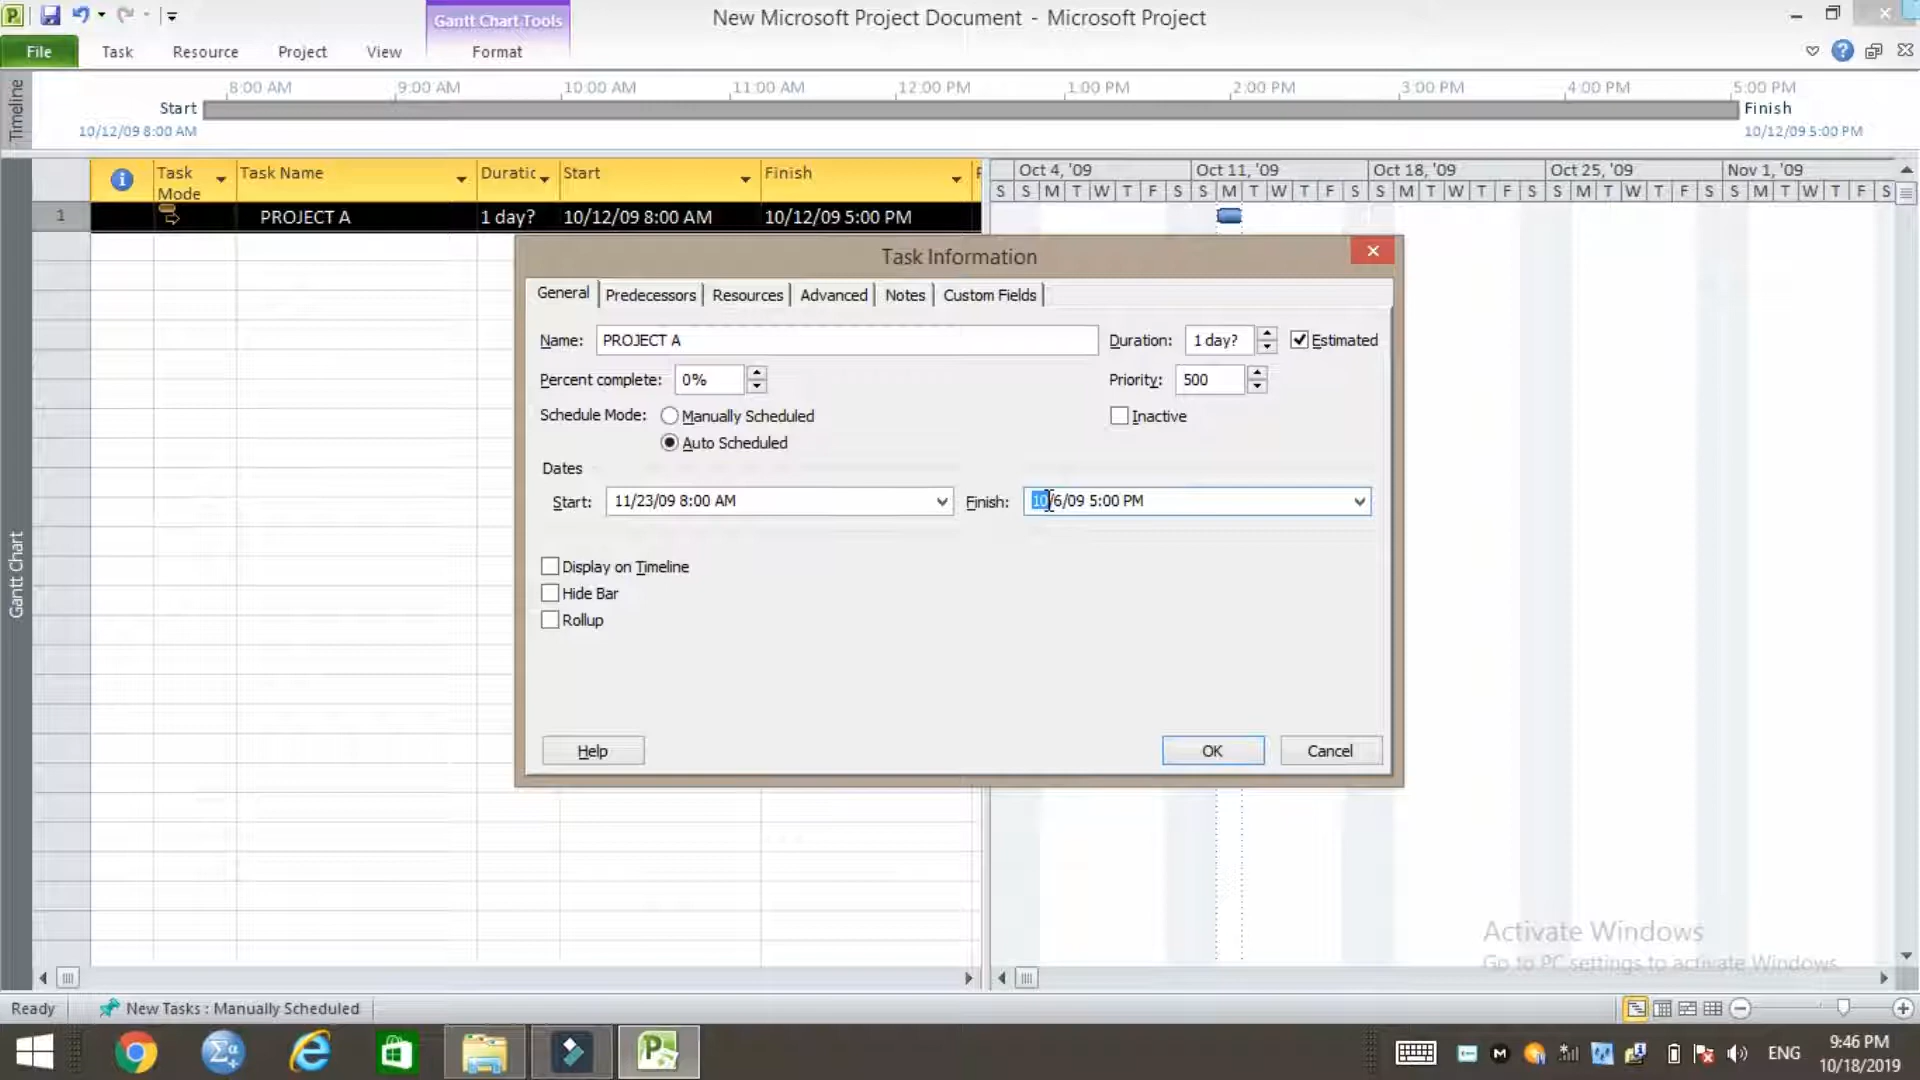 Gantt Chart Tools
New Microsoft Project Document - Microsoft Project
File Task Resource Project View Format
Timeline
8:00 AM 9:00 AM 10:00 AM 11:00 AM 12:00 PM 1:00 PM 2:00 PM 3:00 PM 4:00 PM 5:00 PM
Start
10/12/09 8:00 AM
Finish
10/12/09 5:00 PM
Task Mode Task Name Duratic Start Finish
Oct 4, '09 Oct 11, '09 Oct 18, '09 Oct 25, '09 Nov 1, '09
S S M T W T F S S M T W T F S S M T W T F S S M T W T F S S M T W T F S
1 PROJECT A 1 day? 10/12/09 8:00 AM 10/12/09 5:00 PM
Task Information
General Predecessors Resources Advanced Notes Custom Fields
Name: PROJECT A Duration: 1 day? Estimated
Percent complete: 0% Priority: 500
Schedule Mode: Manually Scheduled Inactive
Auto Scheduled
Dates
Start: 11/23/09 8:00 AM Finish: 10/6/09 5:00 PM
Display on Timeline
Hide Bar
Rollup
Help OK Cancel
Gantt Chart
Activate Windows
Go to PC settings to activate Windows.
Ready New Tasks : Manually Scheduled
ENG
9:46 PM
10/18/2019